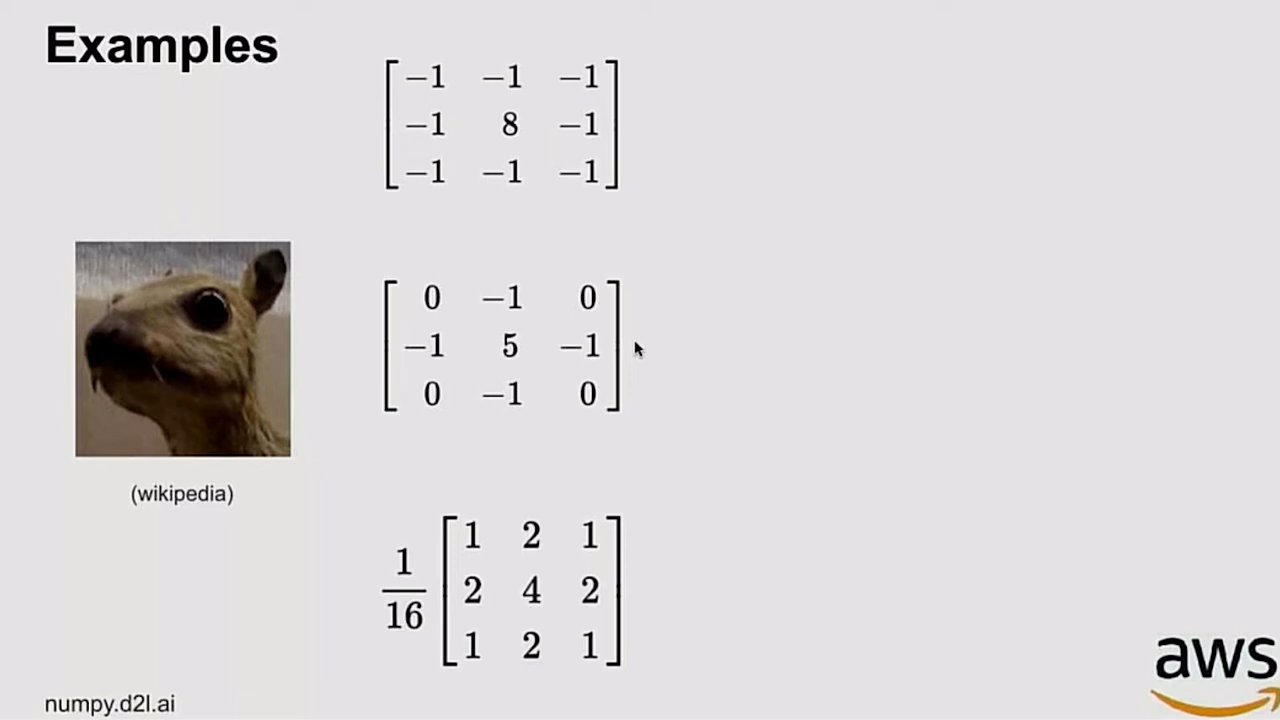 Examples
−1 −1 −1
−1 8 −1
−1 −1 −1
0 −1 0
−1 5 −1
0 −1 0
(wikipedia)
1
16
1 2 1
2 4 2
1 2 1
numpy.d2l.ai
aws